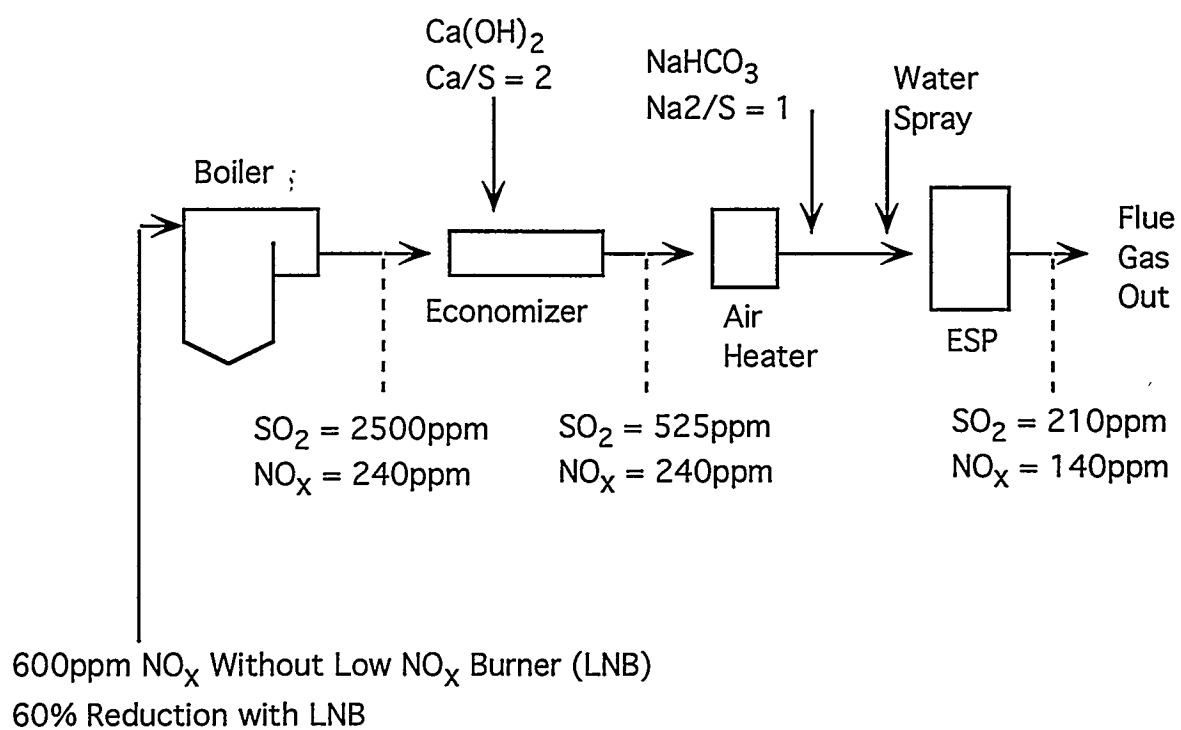 Ca(OH)2
Ca/S = 2
NaHCO3
Na2/S = 1
Water
Spray
Boiler
Economizer
Air
Heater
ESP
Flue
Gas
Out
SO2 = 2500ppm
NOX = 240ppm
SO2 = 525ppm
NOX = 240ppm
SO2 = 210ppm
NOX = 140ppm
600ppm NOX Without Low NOX Burner (LNB)
60% Reduction with LNB